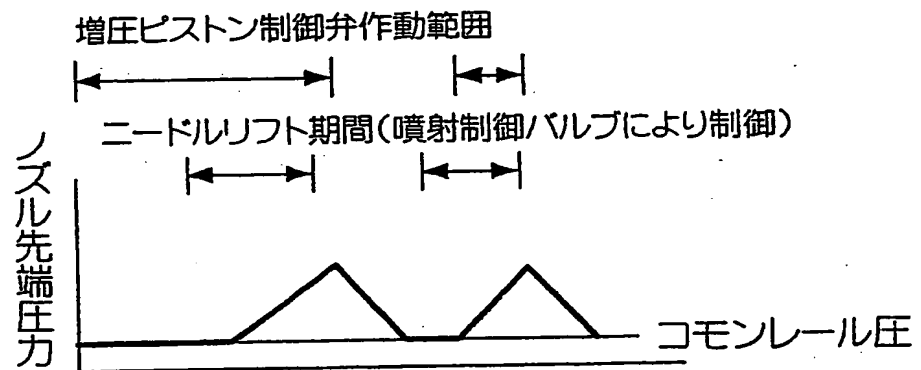 増圧ピストン制御弁作動範囲
ニードルリフト期間(噴射制御バルブにより制御)
ノズル先端圧力
コモンレール圧